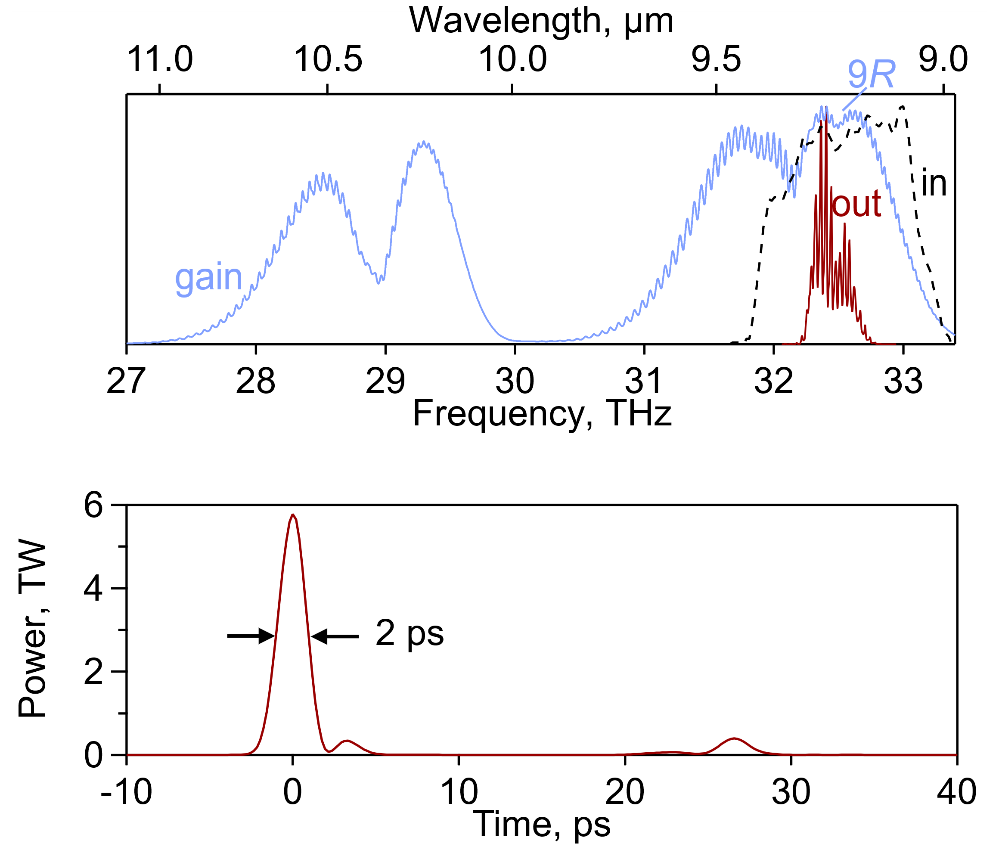 Wavelength, µm
11.0 10.5 10.0 9.5 9.0
9R
in
out
gain
27 28 29 30 31 32 33
Frequency, THz
6
4
2
0
Power, TW
2 ps
-10 0 10 20 30 40
Time, ps